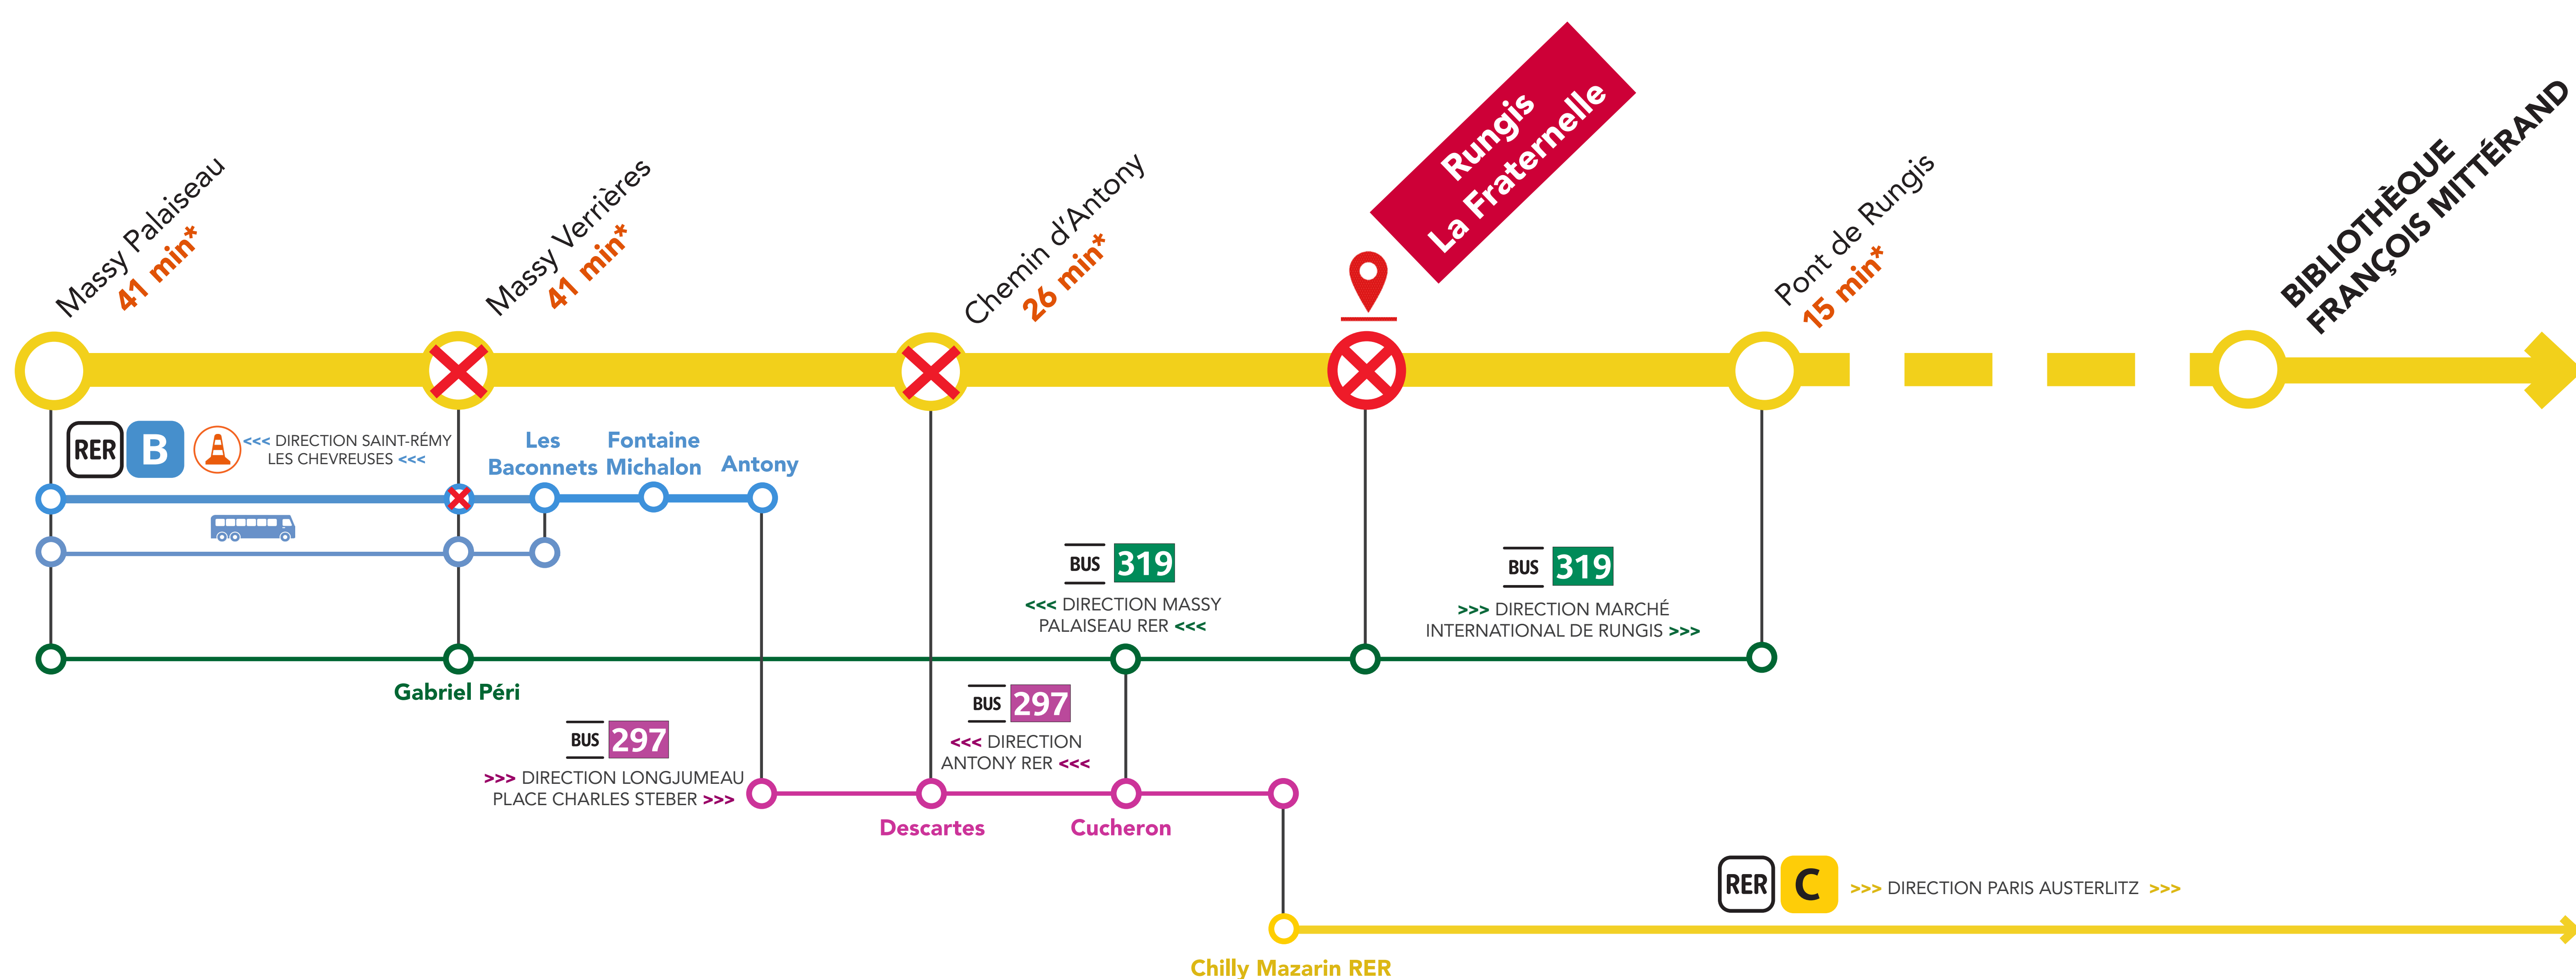 Massy Palaiseau
41 min*
Massy Verrières
41 min*
Chemin d'Antony
26 min*
Rungis
La Fraternelle
Pont de Rungis
15 min*
BIBLIOTHÈQUE
FRANÇOIS MITTÉRAND
RER B
<<< DIRECTION SAINT-RÉMY
LES CHEVREUSES <<<
Les
Baconnets
Fontaine
Michalon
Antony
BUS 319
<<< DIRECTION MASSY
PALAISEAU RER <<<
BUS 319
>>> DIRECTION MARCHÉ
INTERNATIONAL DE RUNGIS >>>
Gabriel Péri
BUS 297
>>> DIRECTION LONGJUMEAU
PLACE CHARLES STEBER >>>
BUS 297
<<< DIRECTION
ANTONY RER <<<
Descartes
Cucheron
RER C
>>> DIRECTION PARIS AUSTERLITZ >>>
Chilly Mazarin RER